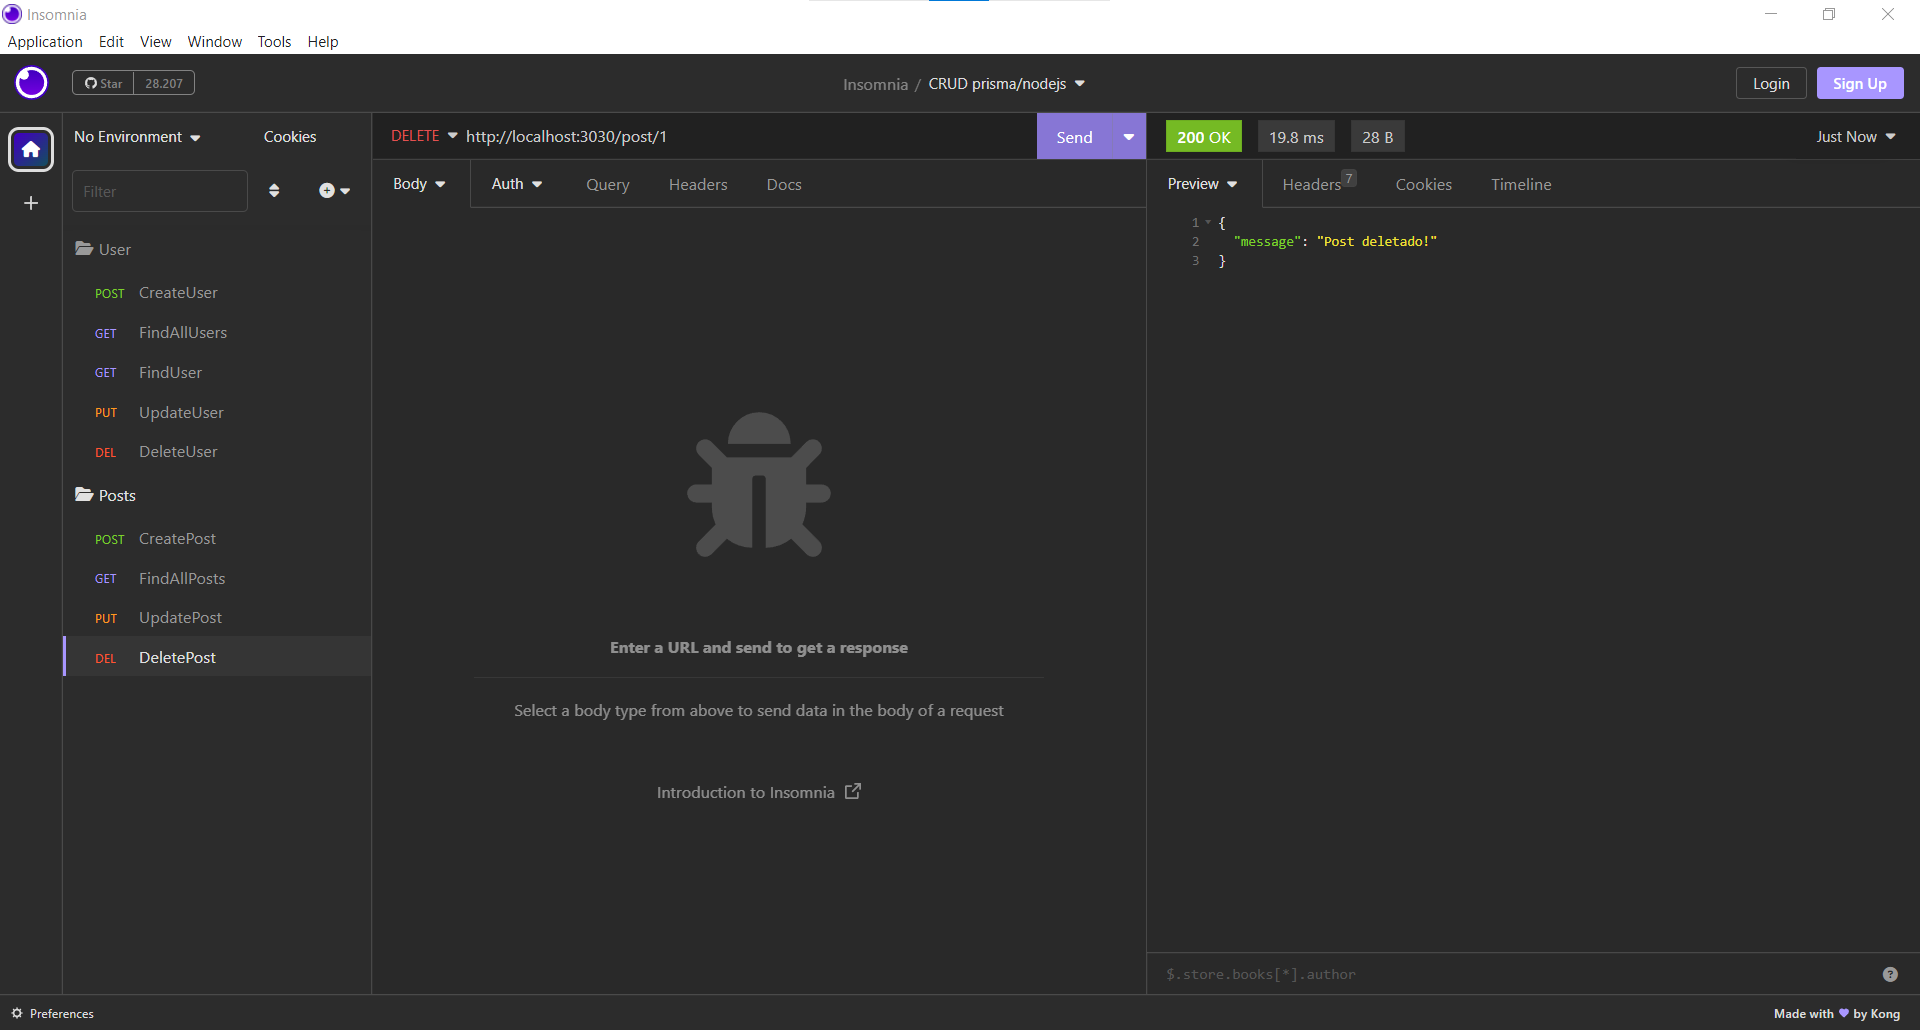 Insomnia
Application Edit View Window Tools Help
Star 28.207
Insomnia / CRUD prisma/nodejs
Login Sign Up
No Environment Cookies
DELETE http://localhost:3030/post/1 Send
200 OK 19.8 ms 28 B Just Now
Filter
Body Auth Query Headers Docs
Preview Headers 7 Cookies Timeline
1 {
2 "message": "Post deletado!"
3 }
User
POST CreateUser
GET FindAllUsers
GET FindUser
PUT UpdateUser
DEL DeleteUser
Posts
POST CreatePost
GET FindAllPosts
PUT UpdatePost
DEL DeletePost
Enter a URL and send to get a response
Select a body type from above to send data in the body of a request
Introduction to Insomnia
$.store.books[*].author
?
Preferences
Made with by Kong